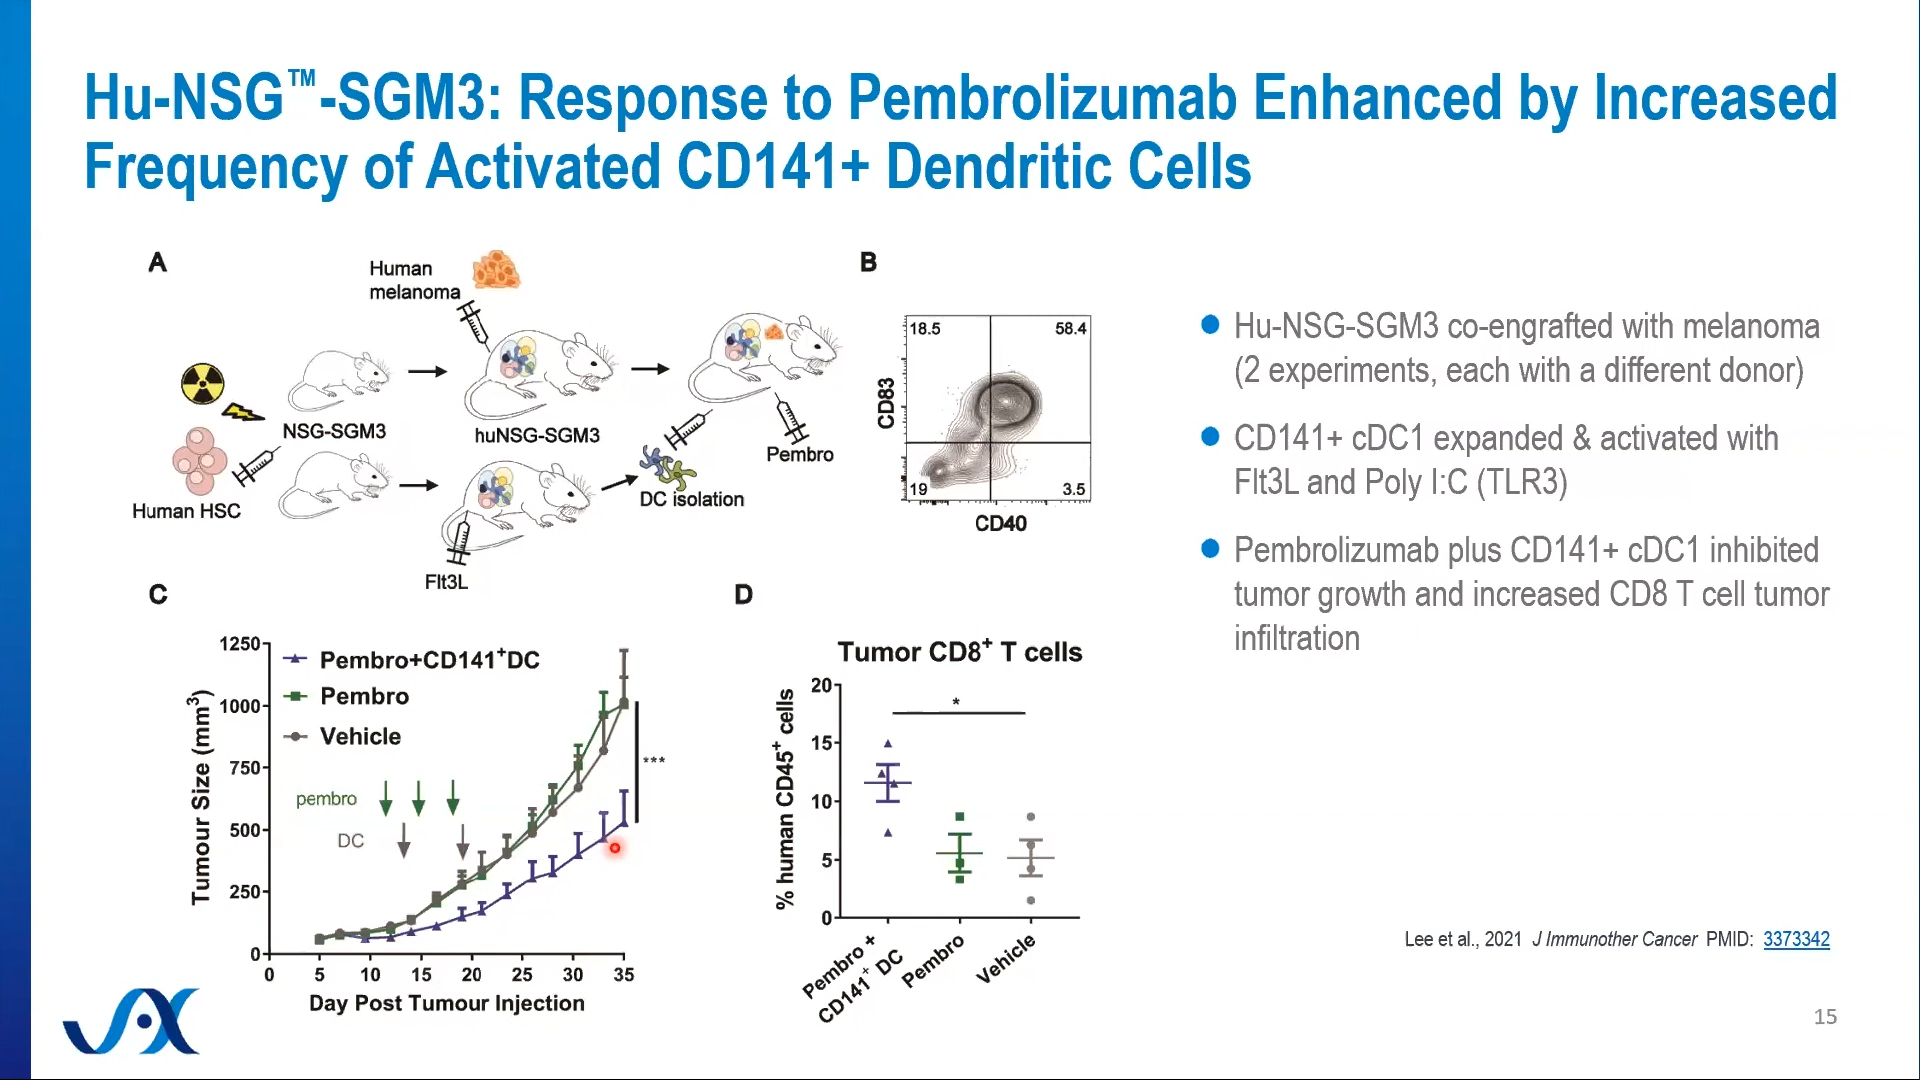 Hu-NSG™-SGM3: Response to Pembrolizumab Enhanced by Increased
Frequency of Activated CD141+ Dendritic Cells
A
Human
melanoma
NSG-SGM3
huNSG-SGM3
Human HSC
Flt3L
DC isolation
Pembro
B
18.5
58.4
19
3.5
CD83
CD40
Hu-NSG-SGM3 co-engrafted with melanoma
(2 experiments, each with a different donor)
CD141+ cDC1 expanded & activated with
Flt3L and Poly I:C (TLR3)
Pembrolizumab plus CD141+ cDC1 inhibited
tumor growth and increased CD8 T cell tumor
infiltration
C
Tumour Size (mm³)
1250
1000
750
500
250
0
Pembro+CD141⁺DC
Pembro
Vehicle
pembro
DC
***
0 5 10 15 20 25 30 35
Day Post Tumour Injection
D
Tumor CD8⁺ T cells
% human CD45⁺ cells
20
15
10
5
0
*
Pembro +
CD141⁺ DC
Pembro
Vehicle
Lee et al., 2021 J Immunother Cancer PMID: 3373342
JAX
15